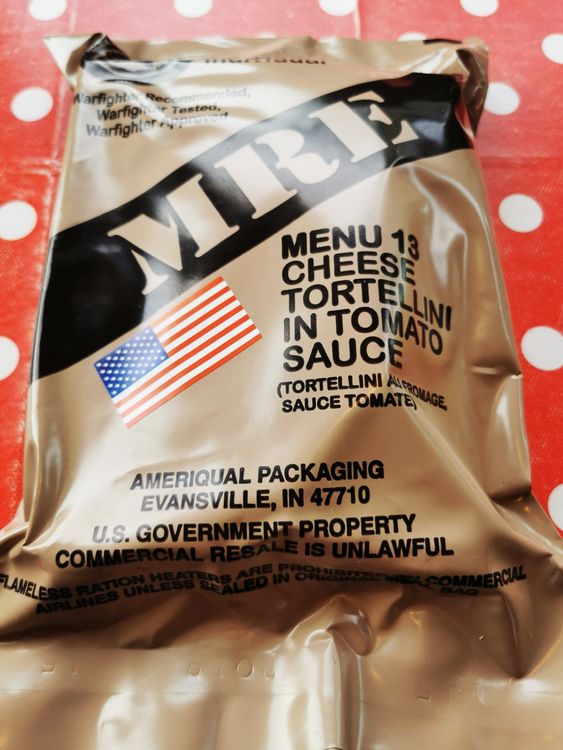 Individual
Warfighter Recommended,
Warfighter Tested,
Warfighter Approved
MRE
MENU 13
CHEESE
TORTELLINI
IN TOMATO
SAUCE
(TORTELLINI AU FROMAGE,
SAUCE TOMATE)
AMERIQUAL PACKAGING
EVANSVILLE, IN 47710
U.S. GOVERNMENT PROPERTY
COMMERCIAL RESALE IS UNLAWFUL
FLAMELESS RATION HEATERS ARE PROHIBITED COMMERCIAL
AIRLINES UNLESS SEALED IN ORIGINAL BAG